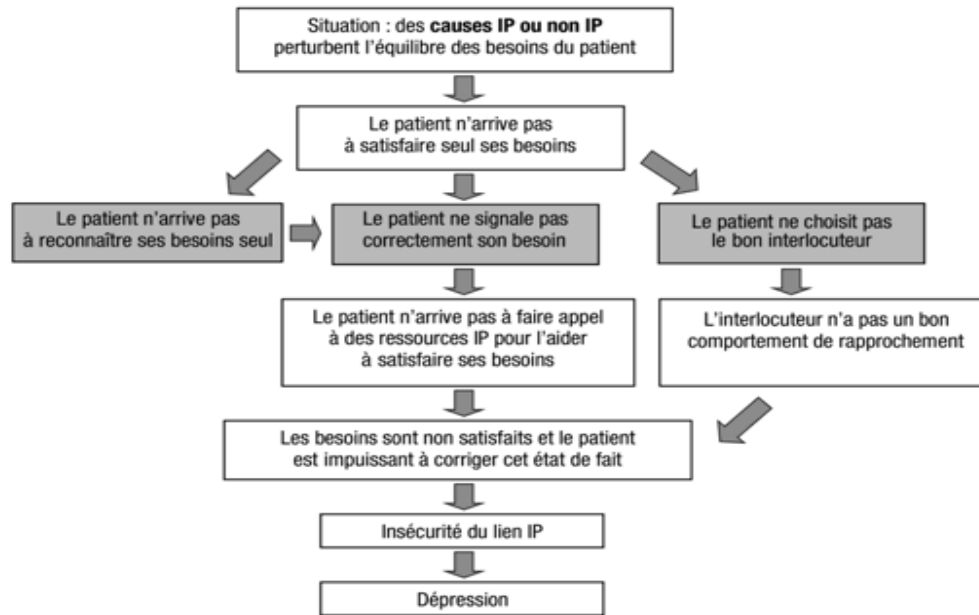 Situation : des causes IP ou non IP
perturbent l'équilibre des besoins du patient
Le patient n'arrive pas
à satisfaire seul ses besoins
Le patient n'arrive pas
à reconnaître ses besoins seul
Le patient ne signale pas
correctement son besoin
Le patient ne choisit pas
le bon interlocuteur
Le patient n'arrive pas à faire appel
à des ressources IP pour l'aider
à satisfaire ses besoins
L'interlocuteur n'a pas un bon
comportement de rapprochement
Les besoins sont non satisfaits et le patient
est impuissant à corriger cet état de fait
Insécurité du lien IP
Dépression